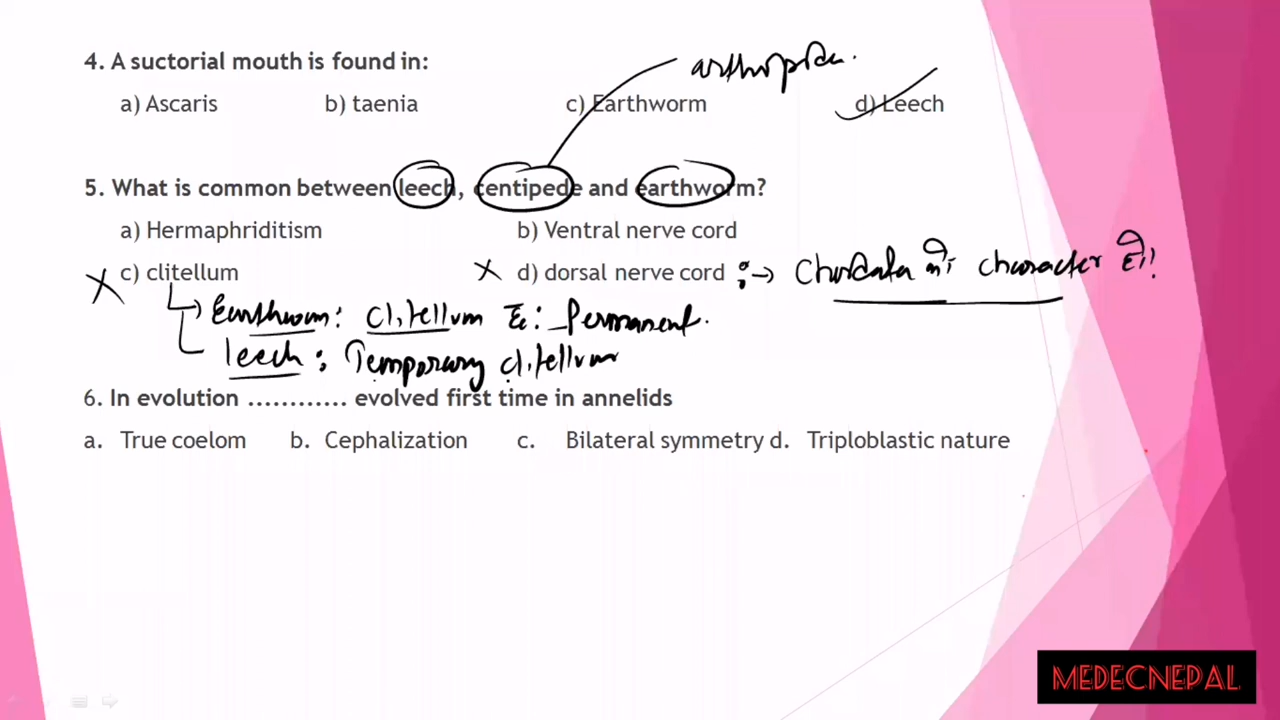 4. A suctorial mouth is found in:
arthropoda.
a) Ascaris b) taenia c) Earthworm d) Leech
5. What is common between leech, centipede and earthworm?
a) Hermaphriditism b) Ventral nerve cord
c) clitellum d) dorsal nerve cord :→ Chordata character
Earthworm: clitellum Permanent.
leech: Temporary clitellum
6. In evolution ............ evolved first time in annelids
a. True coelom b. Cephalization c. Bilateral symmetry d. Triploblastic nature
MEDECNEPAL